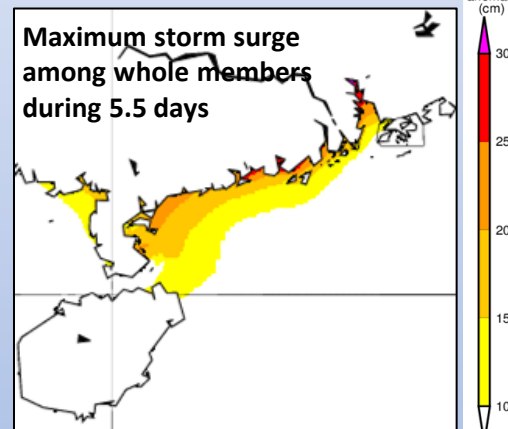 Maximum storm surge
among whole members
during 5.5 days
(cm)
30
25
20
15
10